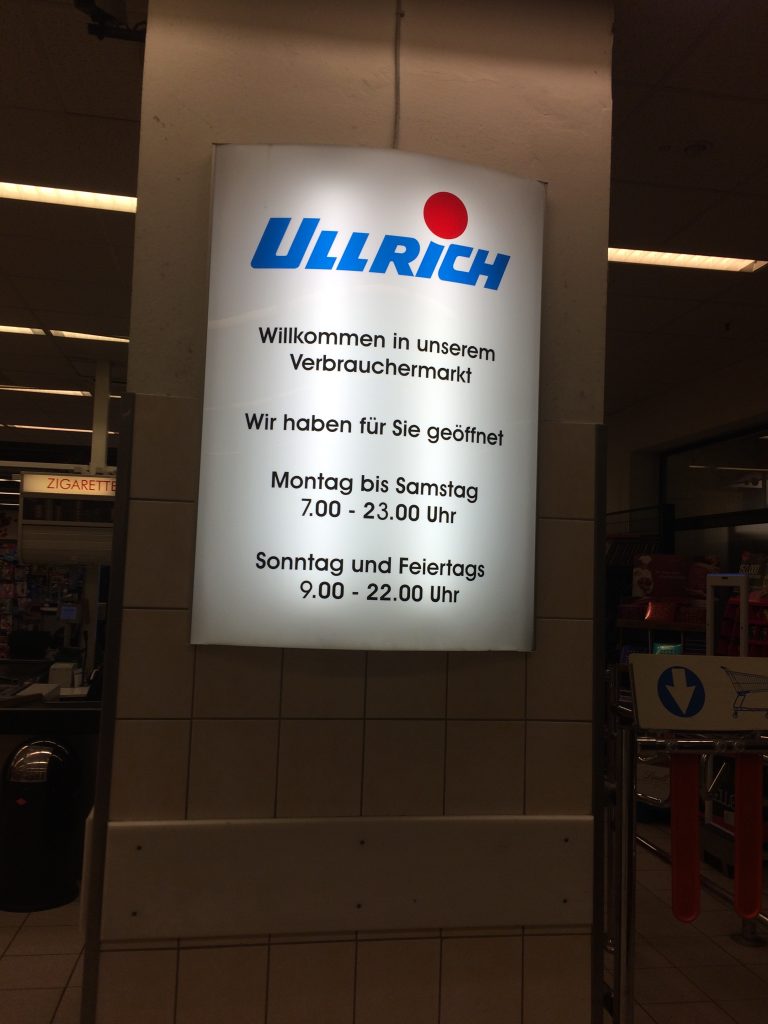 ULLRICH
Willkommen in unserem
Verbrauchermarkt
Wir haben für Sie geöffnet
Montag bis Samstag
7.00 - 23.00 Uhr
Sonntag und Feiertags
9.00 - 22.00 Uhr
ZIGARETTE